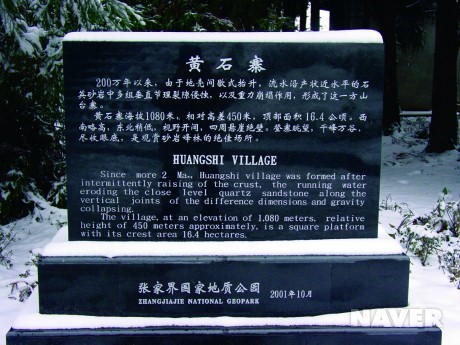 黄石寨
200万年以来，由于地壳间歇式抬升，流水沿产状近水平的石
英砂岩中多组垂直节理裂隙侵蚀，以及重力崩塌作用，形成了这一方山
台寨。
黄石寨海拔1080米，相对高差450米，顶部面积16.4公顷。西
南略高，东北稍低，视野开阔，四周悬崖绝壁。登寨眺望，千峰万谷，
尽收眼底，是观赏砂岩峰林的绝佳场所。
HUANGSHI VILLAGE
Since more 2 Ma., Huangshi village was formed after
intermittently raising of the crust, the running water
eroding the close level quartz sandstone along the
vertical joints of the difference dimensions and gravity
collapsing.
The village, at an elevation of 1,080 meters, relative
height of 450 meters approximately, is a square platform
with its crest area 16.4 hectares.
张家界国家地质公园
ZHANGJIAJIE NATIONAL GEOPARK
2001年10月
NAVER